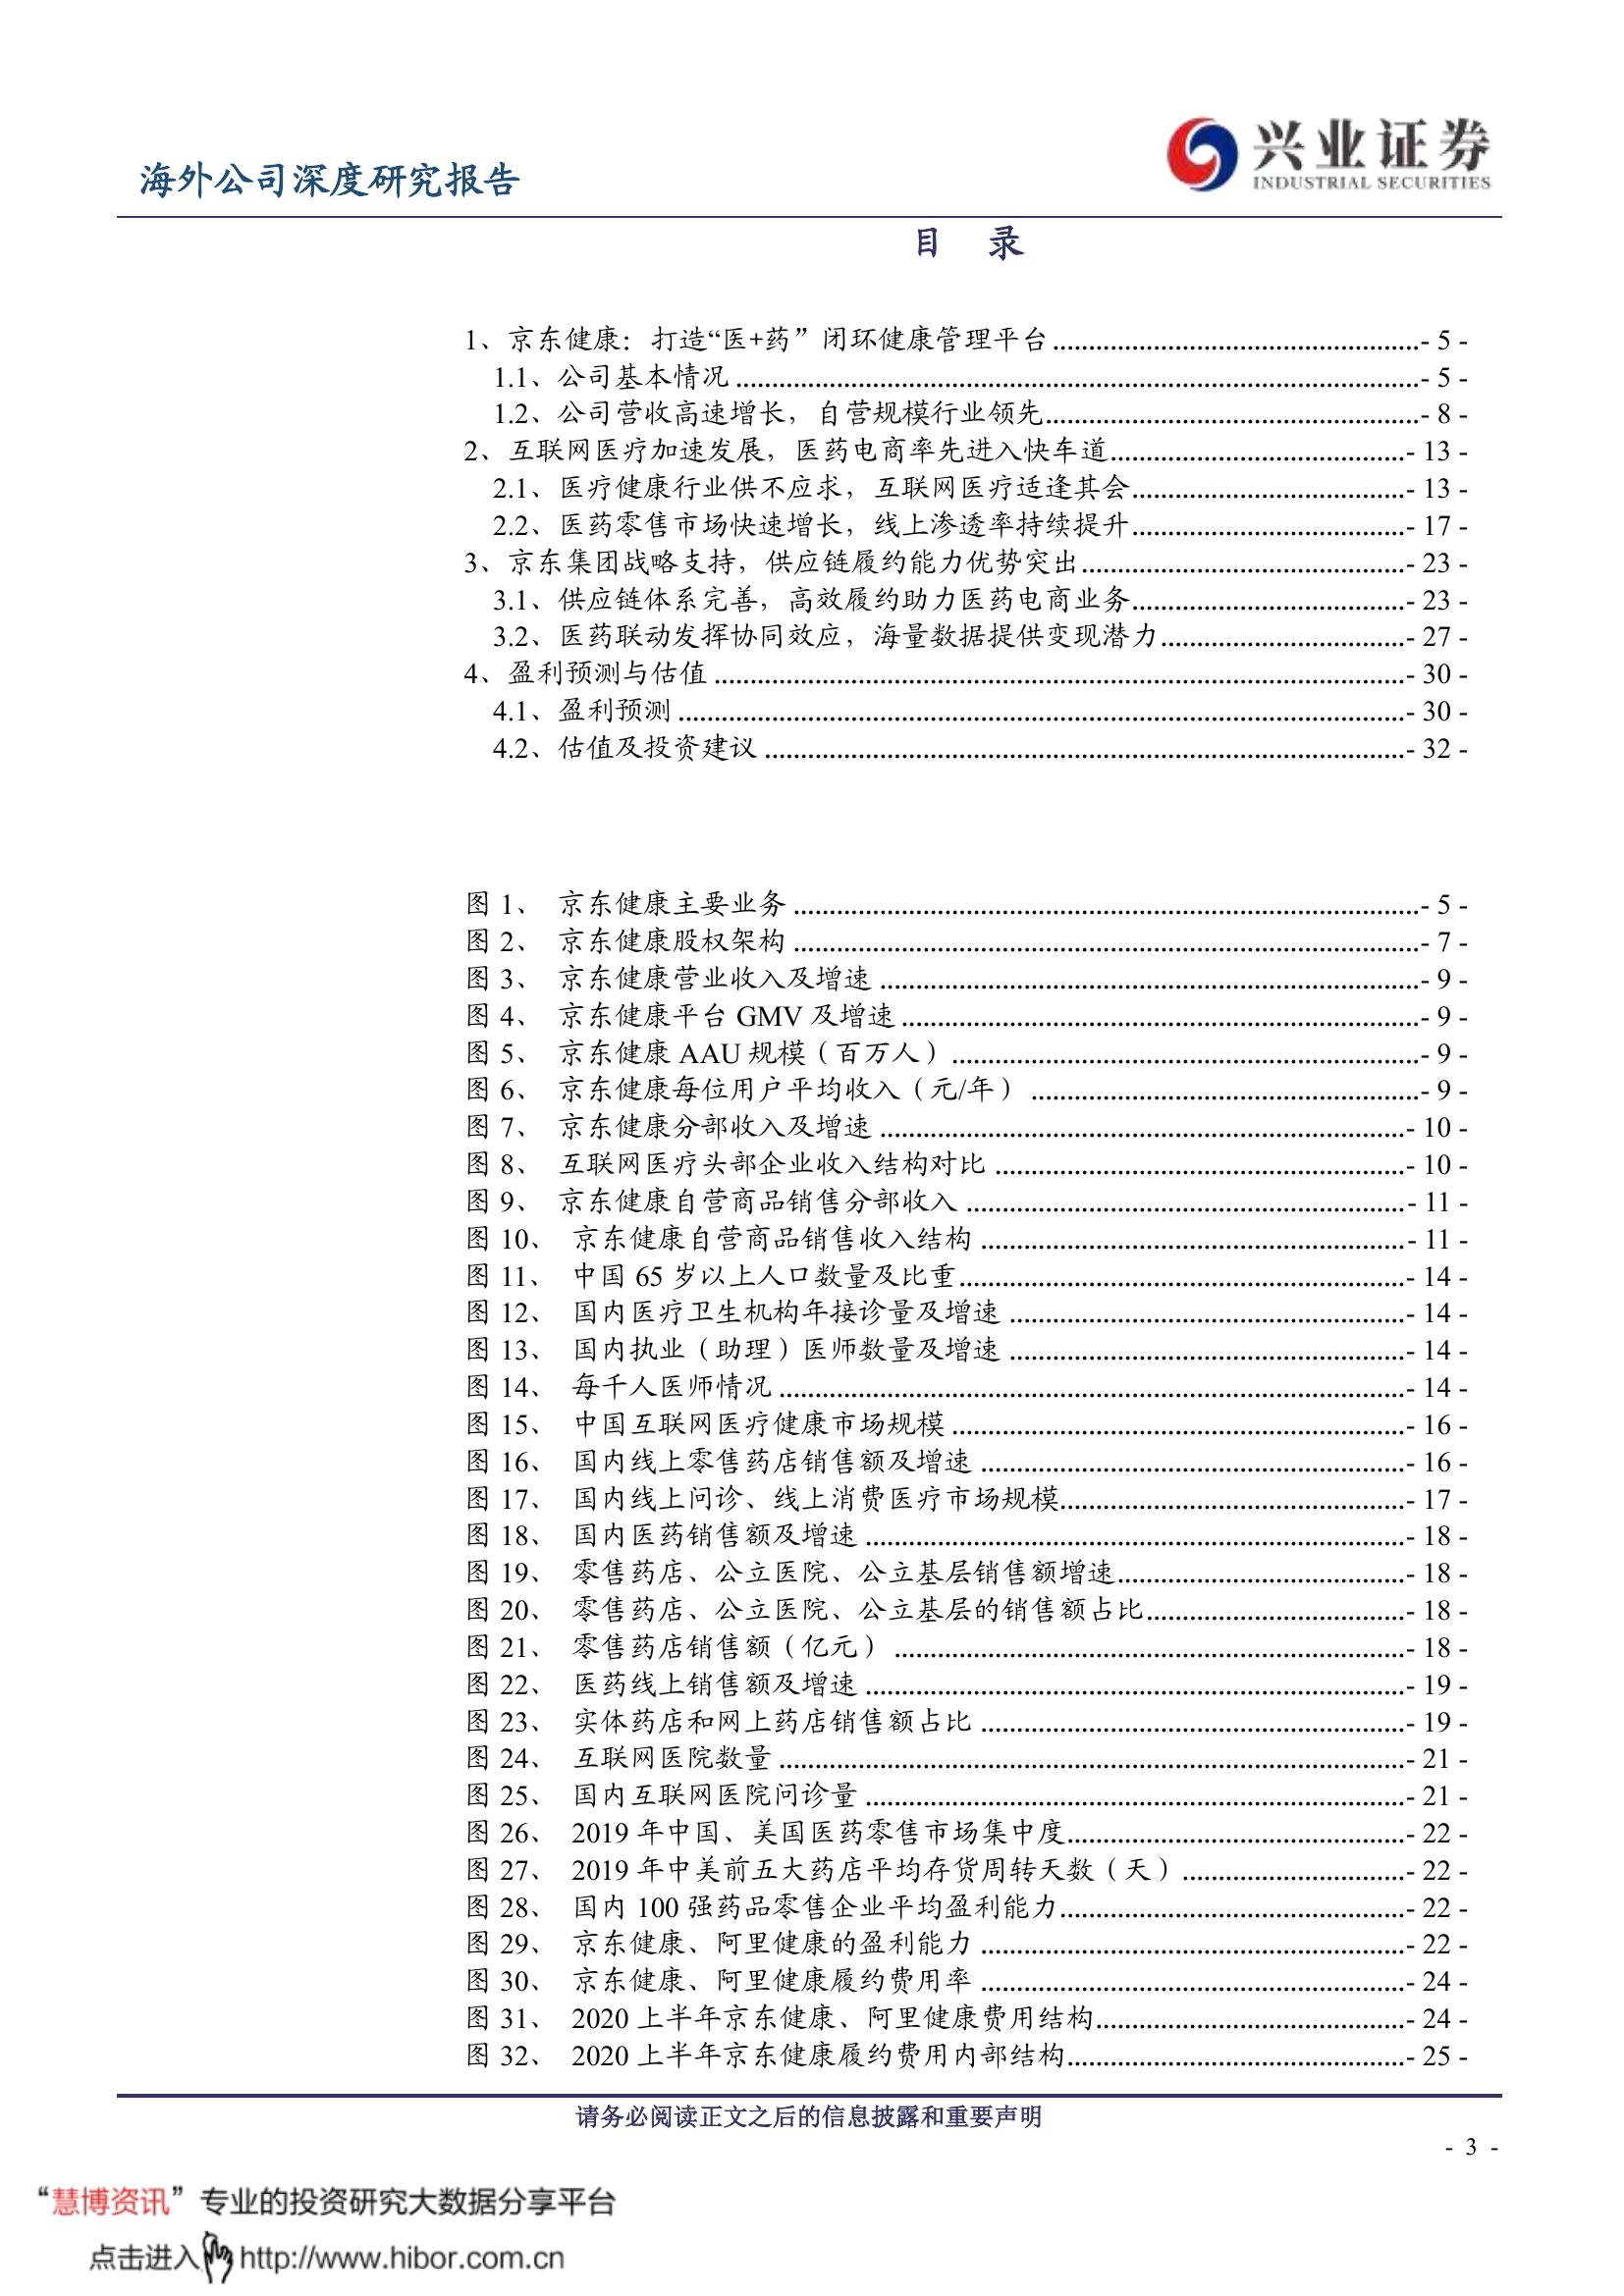 海外公司深度研究报告
兴业证券
INDUSTRIAL SECURITIES
目 录
1、京东健康：打造“医+药”闭环健康管理平台 - 5 -
1.1、公司基本情况 - 5 -
1.2、公司营收高速增长，自营规模行业领先 - 8 -
2、互联网医疗加速发展，医药电商率先进入快车道 - 13 -
2.1、医疗健康行业供不应求，互联网医疗适逢其会 - 13 -
2.2、医药零售市场快速增长，线上渗透率持续提升 - 17 -
3、京东集团战略支持，供应链履约能力优势突出 - 23 -
3.1、供应链体系完善，高效履约助力医药电商业务 - 23 -
3.2、医药联动发挥协同效应，海量数据提供变现潜力 - 27 -
4、盈利预测与估值 - 30 -
4.1、盈利预测 - 30 -
4.2、估值及投资建议 - 32 -
图 1、 京东健康主要业务 - 5 -
图 2、 京东健康股权架构 - 7 -
图 3、 京东健康营业收入及增速 - 9 -
图 4、 京东健康平台 GMV 及增速 - 9 -
图 5、 京东健康 AAU 规模（百万人） - 9 -
图 6、 京东健康每位用户平均收入（元/年） - 9 -
图 7、 京东健康分部收入及增速 - 10 -
图 8、 互联网医疗头部企业收入结构对比 - 10 -
图 9、 京东健康自营商品销售分部收入 - 11 -
图 10、 京东健康自营商品销售收入结构 - 11 -
图 11、 中国 65 岁以上人口数量及比重 - 14 -
图 12、 国内医疗卫生机构年接诊量及增速 - 14 -
图 13、 国内执业（助理）医师数量及增速 - 14 -
图 14、 每千人医师情况 - 14 -
图 15、 中国互联网医疗健康市场规模 - 16 -
图 16、 国内线上零售药店销售额及增速 - 16 -
图 17、 国内线上问诊、线上消费医疗市场规模 - 17 -
图 18、 国内医药销售额及增速 - 18 -
图 19、 零售药店、公立医院、公立基层销售额增速 - 18 -
图 20、 零售药店、公立医院、公立基层的销售额占比 - 18 -
图 21、 零售药店销售额（亿元） - 18 -
图 22、 医药线上销售额及增速 - 19 -
图 23、 实体药店和网上药店销售额占比 - 19 -
图 24、 互联网医院数量 - 21 -
图 25、 国内互联网医院问诊量 - 21 -
图 26、 2019 年中国、美国医药零售市场集中度 - 22 -
图 27、 2019 年中美前五大药店平均存货周转天数（天） - 22 -
图 28、 国内 100 强药品零售企业平均盈利能力 - 22 -
图 29、 京东健康、阿里健康的盈利能力 - 22 -
图 30、 京东健康、阿里健康履约费用率 - 24 -
图 31、 2020 上半年京东健康、阿里健康费用结构 - 24 -
图 32、 2020 上半年京东健康履约费用内部结构 - 25 -
请务必阅读正文之后的信息披露和重要声明
- 3 -
“慧博资讯”专业的投资研究大数据分享平台
点击进入 http://www.hibor.com.cn